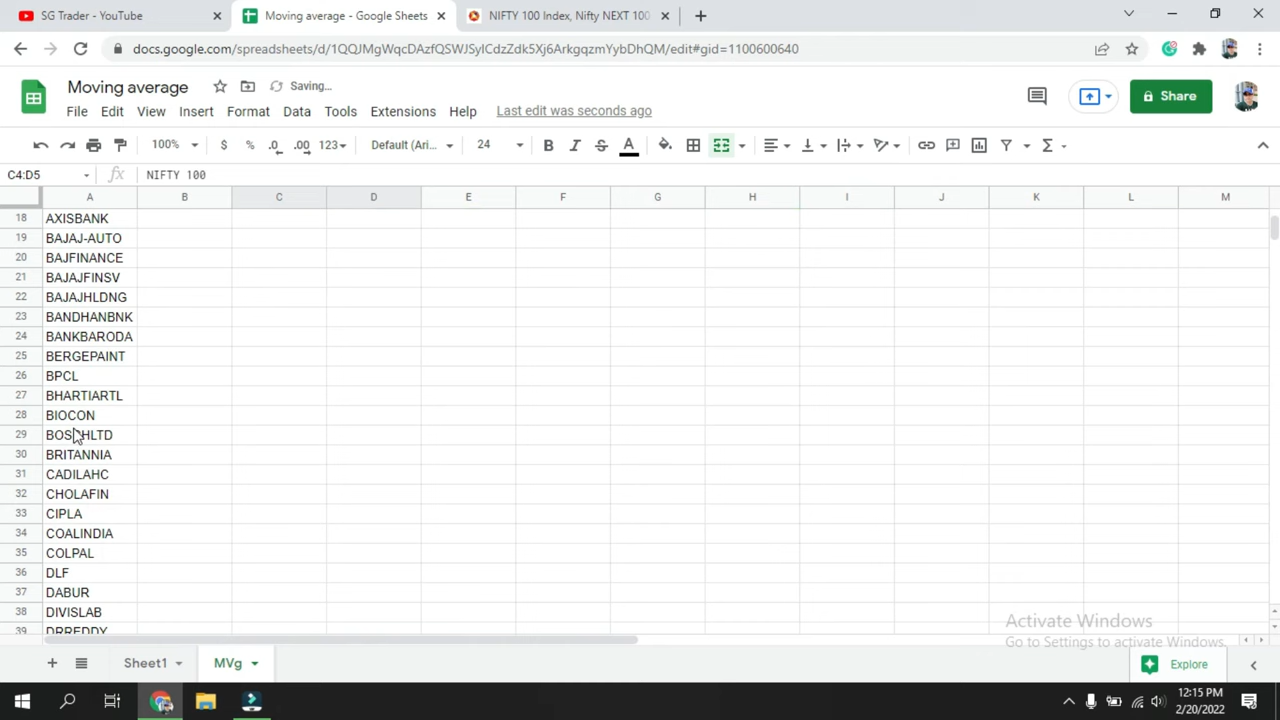 SG Trader - YouTube
Moving average - Google Sheets
NIFTY 100 Index, Nifty NEXT 100
docs.google.com/spreadsheets/d/1QQJMgWqcDAzfQSWJSylCdzZdk5Xj6ArkgqzmYybDhQM/edit#gid=1100600640
Moving average Saving...
File Edit View Insert Format Data Tools Extensions Help Last edit was seconds ago
Share
100% $ % .0 .00 123 Default (Ari... 24 B I S A
C4:D5 fx NIFTY 100
A B C D E F G H I J K L M
18 AXISBANK
19 BAJAJ-AUTO
20 BAJFINANCE
21 BAJAJFINSV
22 BAJAJHLDNG
23 BANDHANBNK
24 BANKBARODA
25 BERGEPAINT
26 BPCL
27 BHARTIARTL
28 BIOCON
29 BOSCHLTD
30 BRITANNIA
31 CADILAHC
32 CHOLAFIN
33 CIPLA
34 COALINDIA
35 COLPAL
36 DLF
37 DABUR
38 DIVISLAB
39 DRREDDY
Activate Windows
Go to Settings to activate Windows.
Sheet1 MVg Explore
12:15 PM
2/20/2022